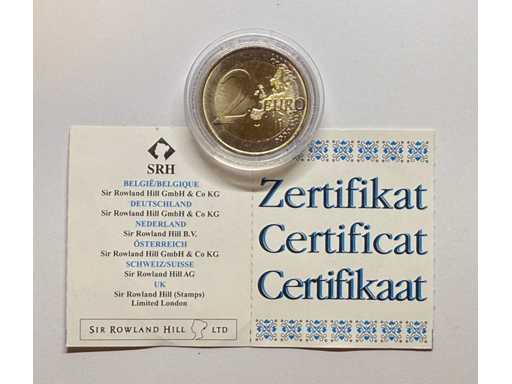 2 EURO
SRH
BELGIË/BELGIQUE
Sir Rowland Hill GmbH & Co KG
DEUTSCHLAND
Sir Rowland Hill GmbH & Co KG
NEDERLAND
Sir Rowland Hill B.V.
ÖSTERREICH
Sir Rowland Hill GmbH & Co KG
SCHWEIZ/SUISSE
Sir Rowland Hill AG
UK
Sir Rowland Hill (Stamps)
Limited London
SIR ROWLAND HILL LTD
Zertifikat
Certificat
Certifikaat